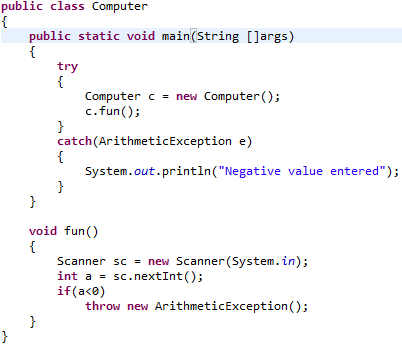 public class Computer
{
    public static void main(String []args)
    {
        try
        {
            Computer c = new Computer();
            c.fun();
        }
        catch(ArithmeticException e)
        {
            System.out.println("Negative value entered");
        }
    }

    void fun()
    {
        Scanner sc = new Scanner(System.in);
        int a = sc.nextInt();
        if(a<0)
            throw new ArithmeticException();
    }
}